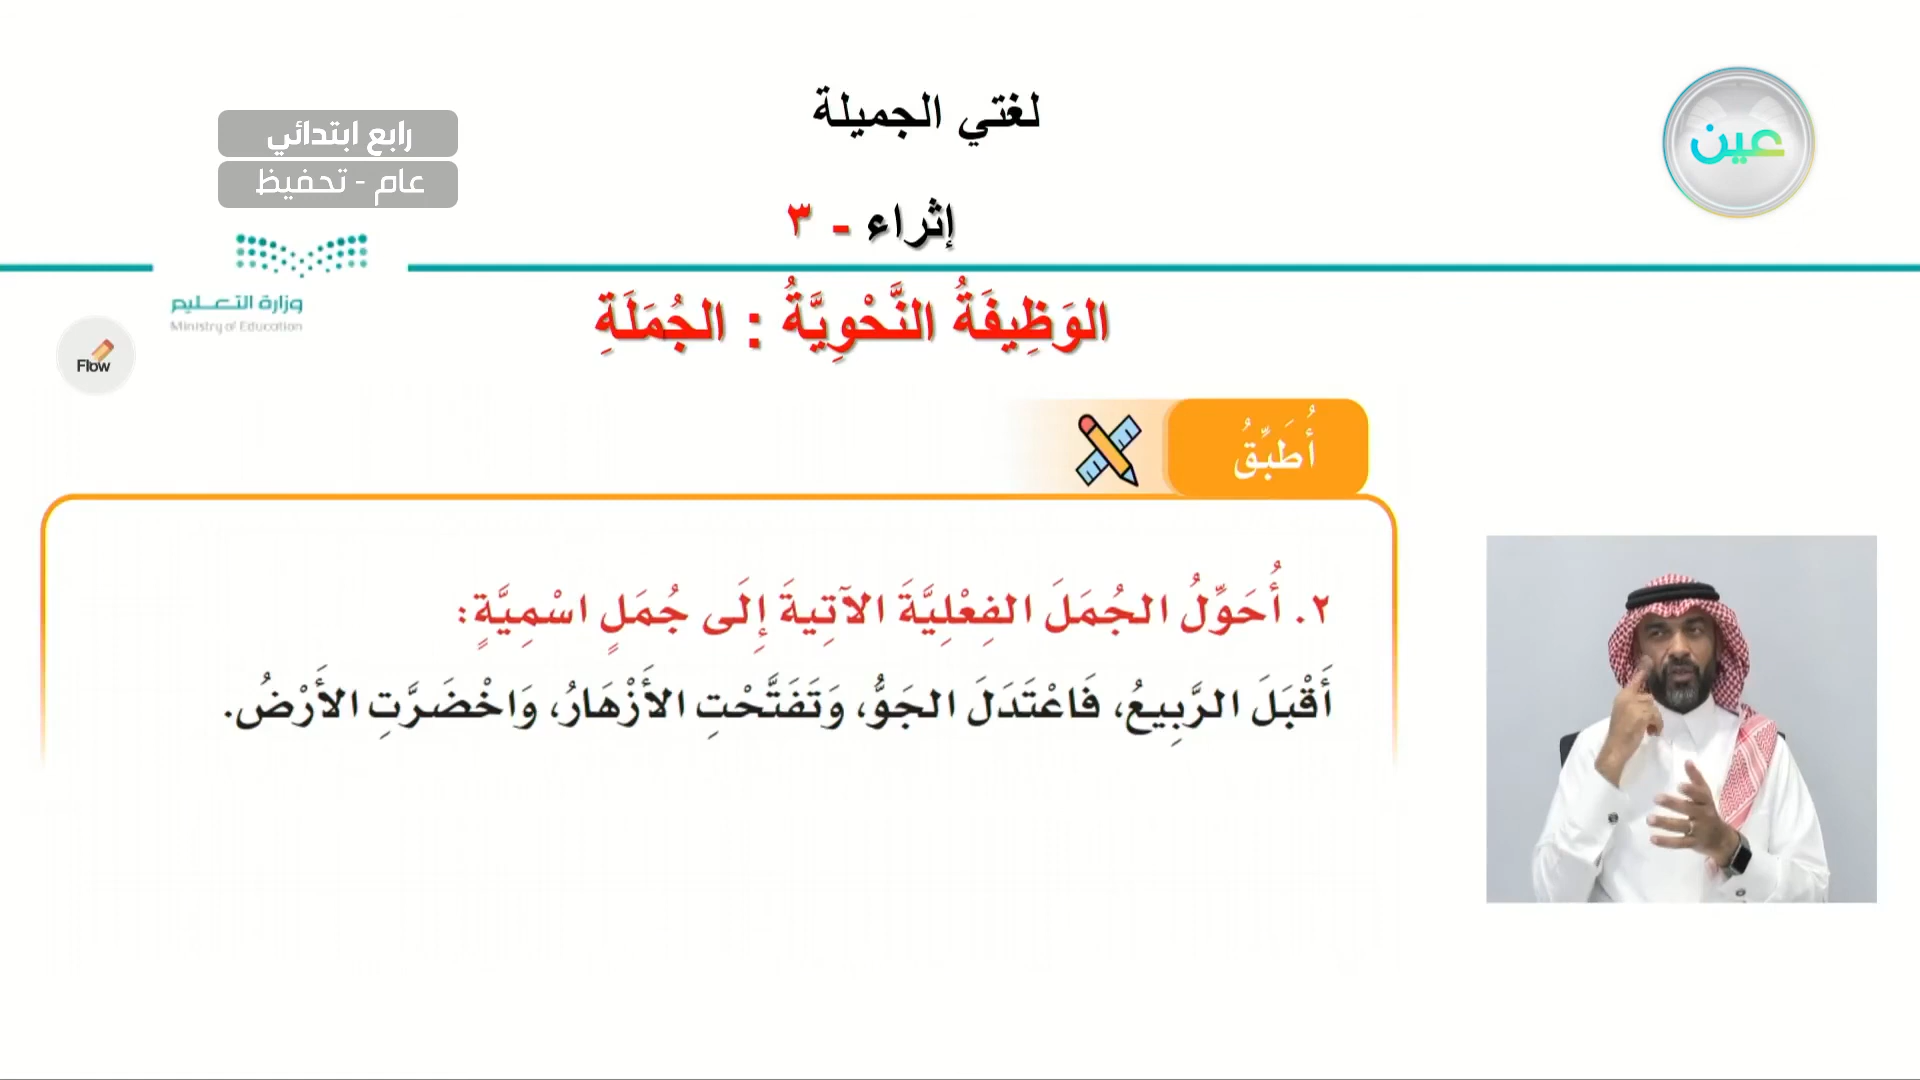 لغتي الجميلة
عين
رابع ابتدائي
عام - تحفيظ
إثراء - ٣
وزارة التعليم
Ministry of Education
الوَظِيفَةُ النَّحْوِيَّةُ : الجُمَلَةِ
Flow
أُطَبِّقُ
٢. أُحَوِّلُ الجُمَلَ الفِعْلِيَّةَ الآتِيةَ إِلَى جُمَلٍ اسْمِيَّةٍ:
أَقْبَلَ الرَّبِيعُ، فَاعْتَدَلَ الجَوُّ، وَتَفَتَّحْتِ الأَزْهَارُ، وَاخْضَرَّتِ الأَرْضُ.